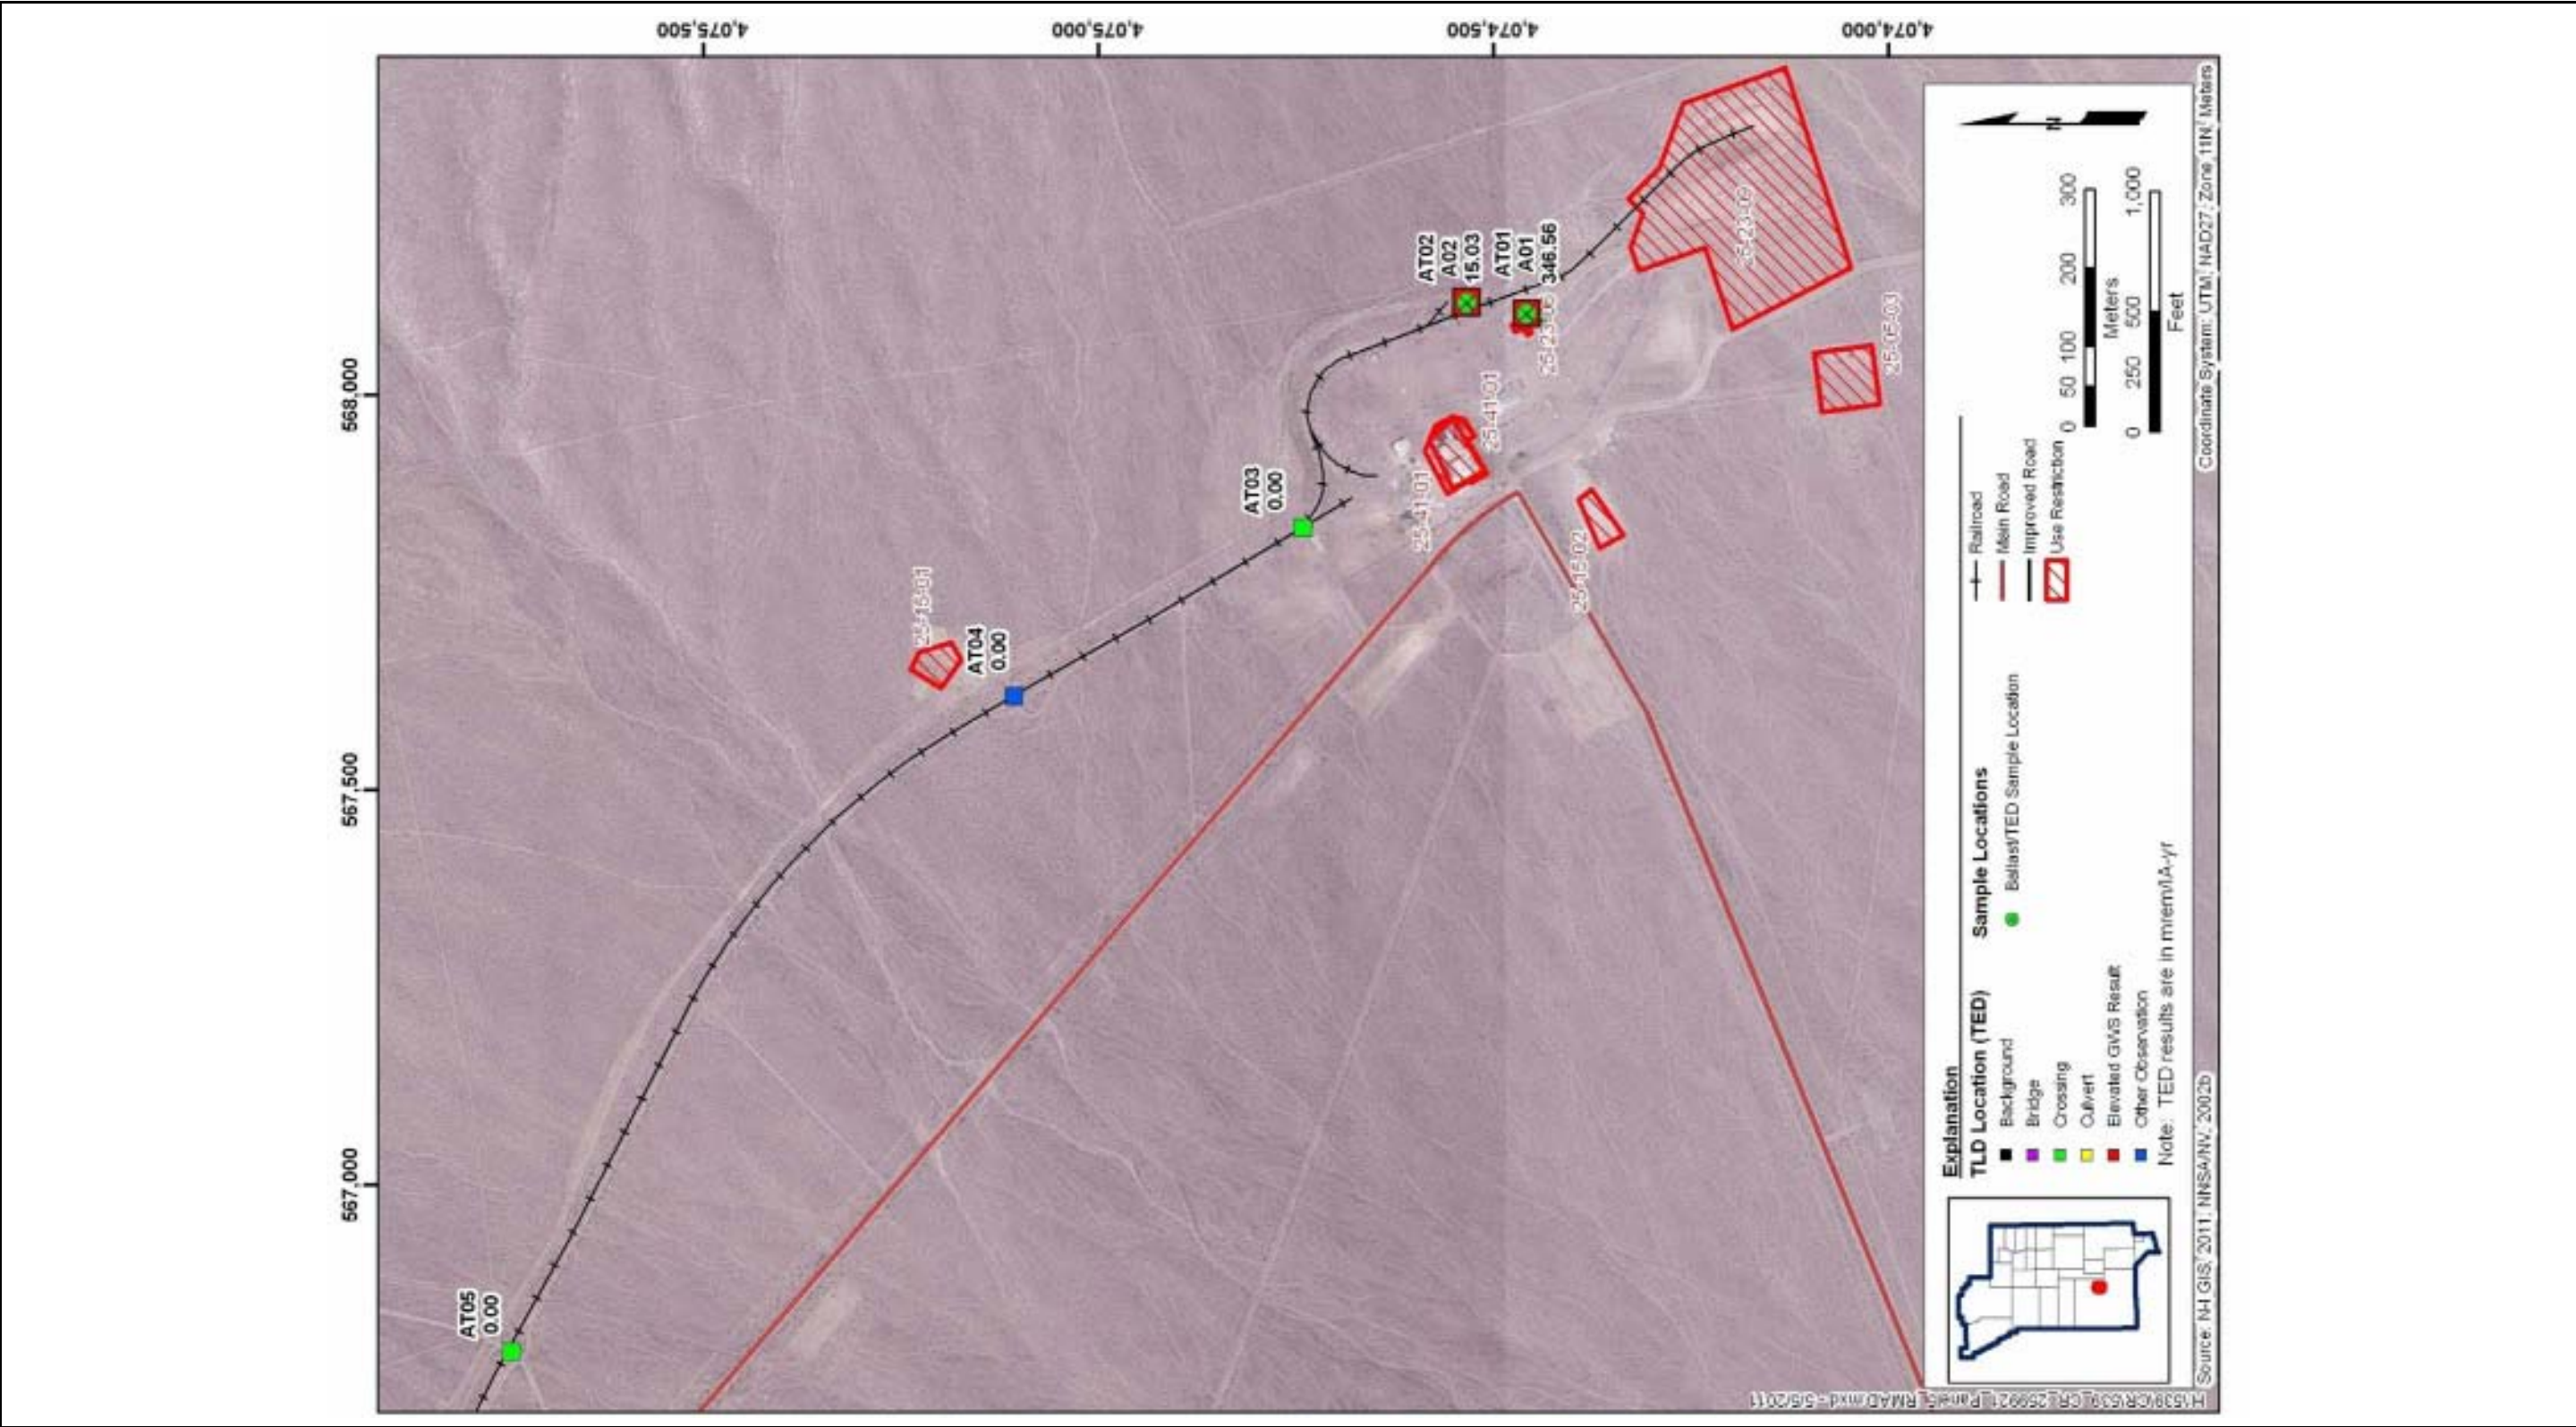 4,075,500
4,075,000
4,074,500
4,074,000
568,000
567,500
567,000
AT05
0.00
25-15-01
AT04
0.00
AT03
0.00
AT02
A02
15.03
AT01
A01
346.56
25-23-06
25-23-09
25-41-01
25-41-01
25-15-02
25-05-03
Explanation
TLD Location (TED)
Background
Bridge
Crossing
Culvert
Elevated GWS Result
Other Observation
Sample Locations
Ballast/TED Sample Location
Railroad
Main Road
Improved Road
Use Restriction
Note: TED results are in mrem/IA-yr
0 50 100 200 300
Meters
0 250 500 1,000
Feet
N
Source: N-I GIS, 2011; NNSA/NV, 2002b
Coordinate System: UTM, NAD27, Zone 11N, Meters